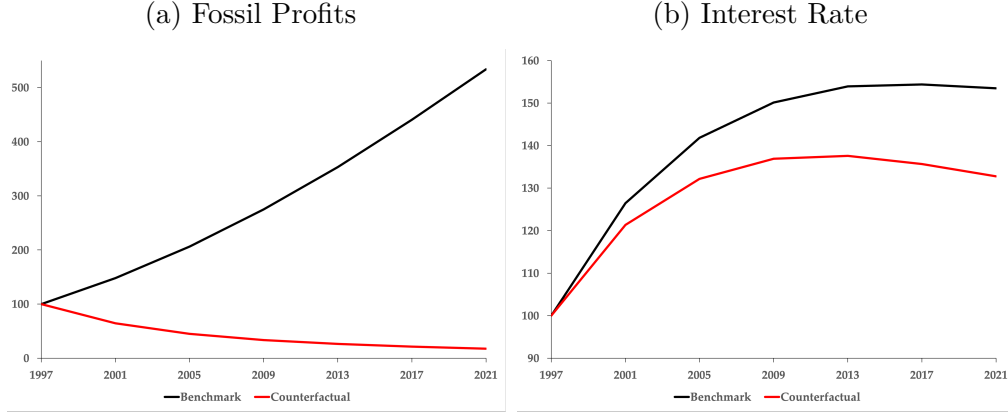 (a) Fossil Profits
500
400
300
200
100
0
1997 2001 2005 2009 2013 2017 2021
Benchmark Counterfactual
(b) Interest Rate
160
150
140
130
120
110
100
90
1997 2001 2005 2009 2013 2017 2021
Benchmark Counterfactual